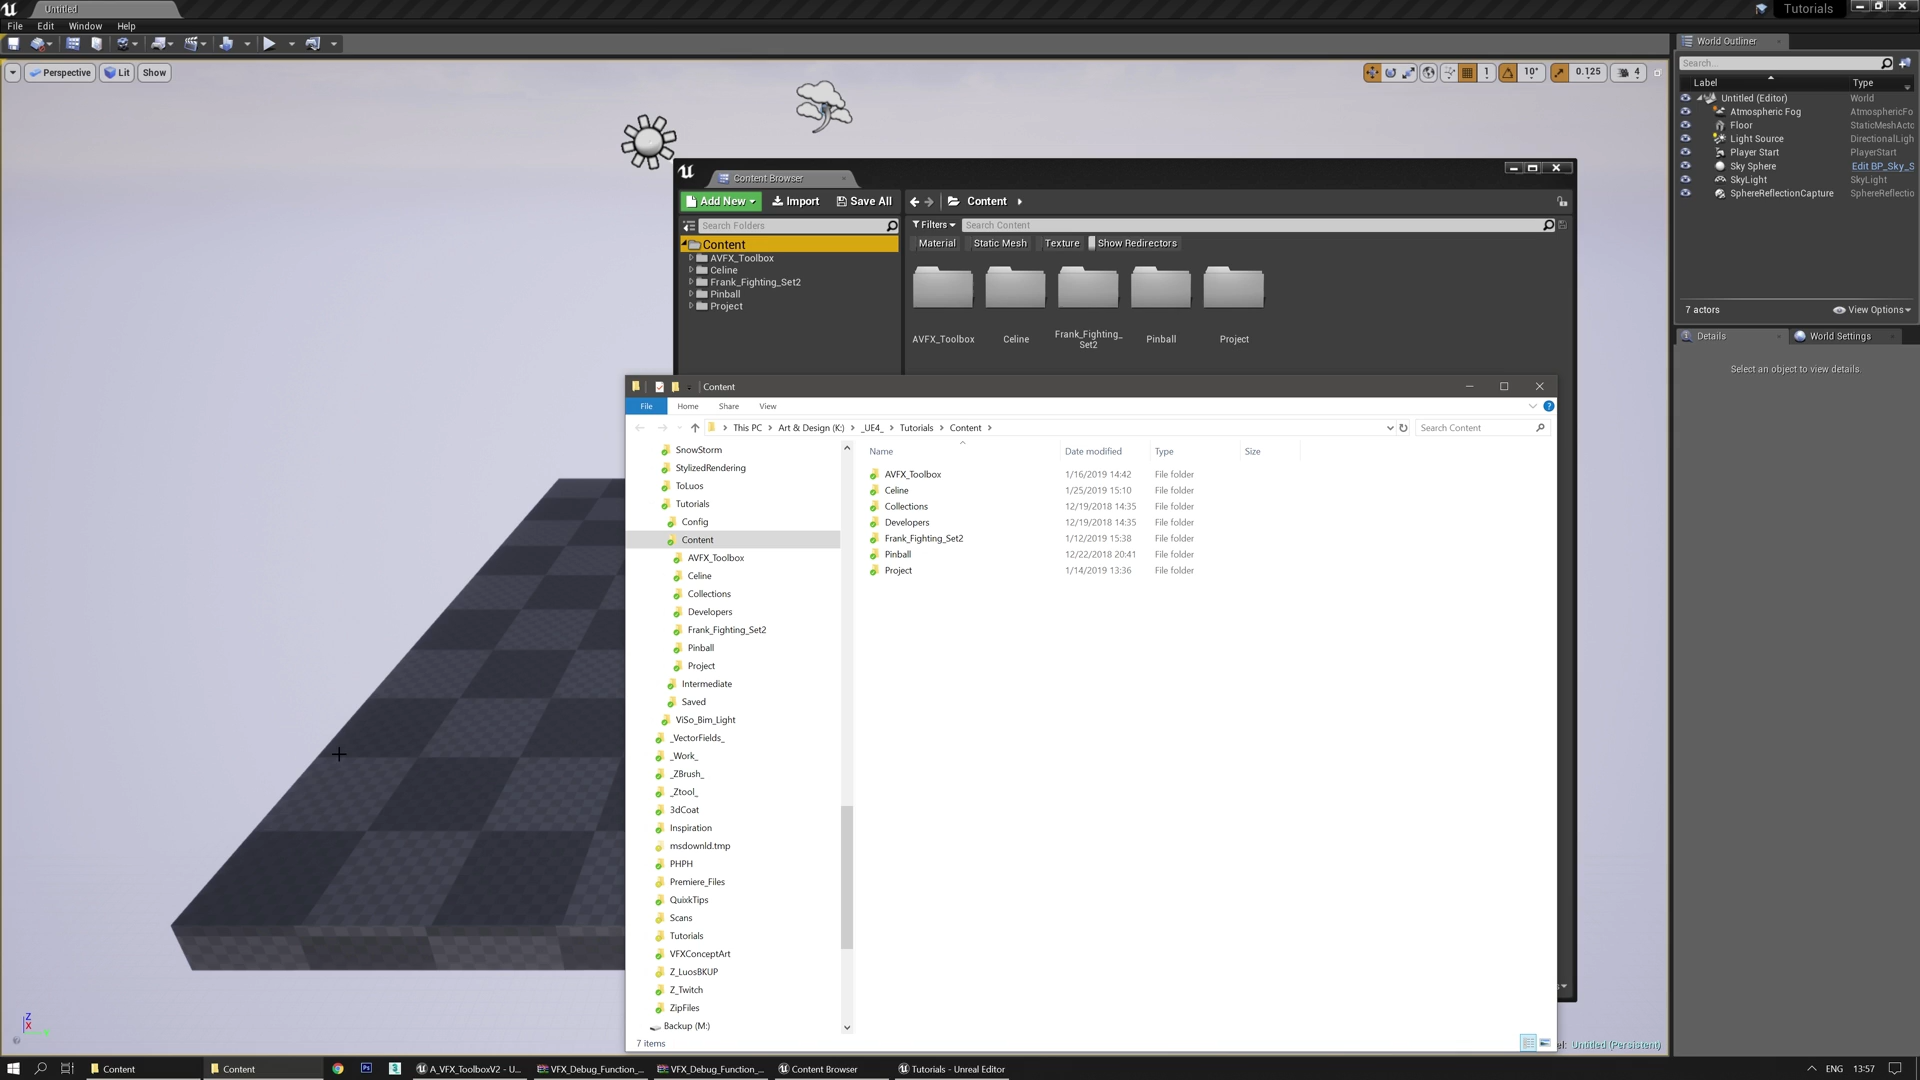 Untitled
Tutorials
File Edit Window Help
Perspective Lit Show
1 10° 0.125 4
World Outliner
Search...
Label Type
Untitled (Editor) World
Atmospheric Fog AtmosphericFo
Floor StaticMeshActo
Light Source DirectionalLigh
Player Start PlayerStart
Sky Sphere Edit BP_Sky_S
SkyLight SkyLight
SphereReflectionCapture SphereReflectio
7 actors View Options
Details World Settings
Select an object to view details.
Content Browser
Add New Import Save All Content
Search Folders Filters Search Content
Material Static Mesh Texture Show Redirectors
Content
AVFX_Toolbox
Celine
Frank_Fighting_Set2
Pinball
Project
AVFX_Toolbox Celine Frank_Fighting_
Set2 Pinball Project
Content
File Home Share View
This PC > Art & Design (K:) > _UE4_ > Tutorials > Content >
Search Content
SnowStorm
StylizedRendering
ToLuos
Tutorials
Config
Content
AVFX_Toolbox
Celine
Collections
Developers
Frank_Fighting_Set2
Pinball
Project
Intermediate
Saved
ViSo_Bim_Light
_VectorFields_
_Work_
_ZBrush_
_Ztool_
3dCoat
Inspiration
msdownld.tmp
PHPH
Premiere_Files
QuixkTips
Scans
Tutorials
VFXConceptArt
Z_LuosBKUP
Z_Twitch
ZipFiles
Backup (M:)
Name Date modified Type Size
AVFX_Toolbox 1/16/2019 14:42 File folder
Celine 1/25/2019 15:10 File folder
Collections 12/19/2018 14:35 File folder
Developers 12/19/2018 14:35 File folder
Frank_Fighting_Set2 1/12/2019 15:38 File folder
Pinball 12/22/2018 20:41 File folder
Project 1/14/2019 13:36 File folder
7 items
el: Untitled (Persistent)
Z
X
Content Content A_VFX_ToolboxV2 - U... VFX_Debug_Function_... VFX_Debug_Function_... Content Browser Tutorials - Unreal Editor ENG 13:57